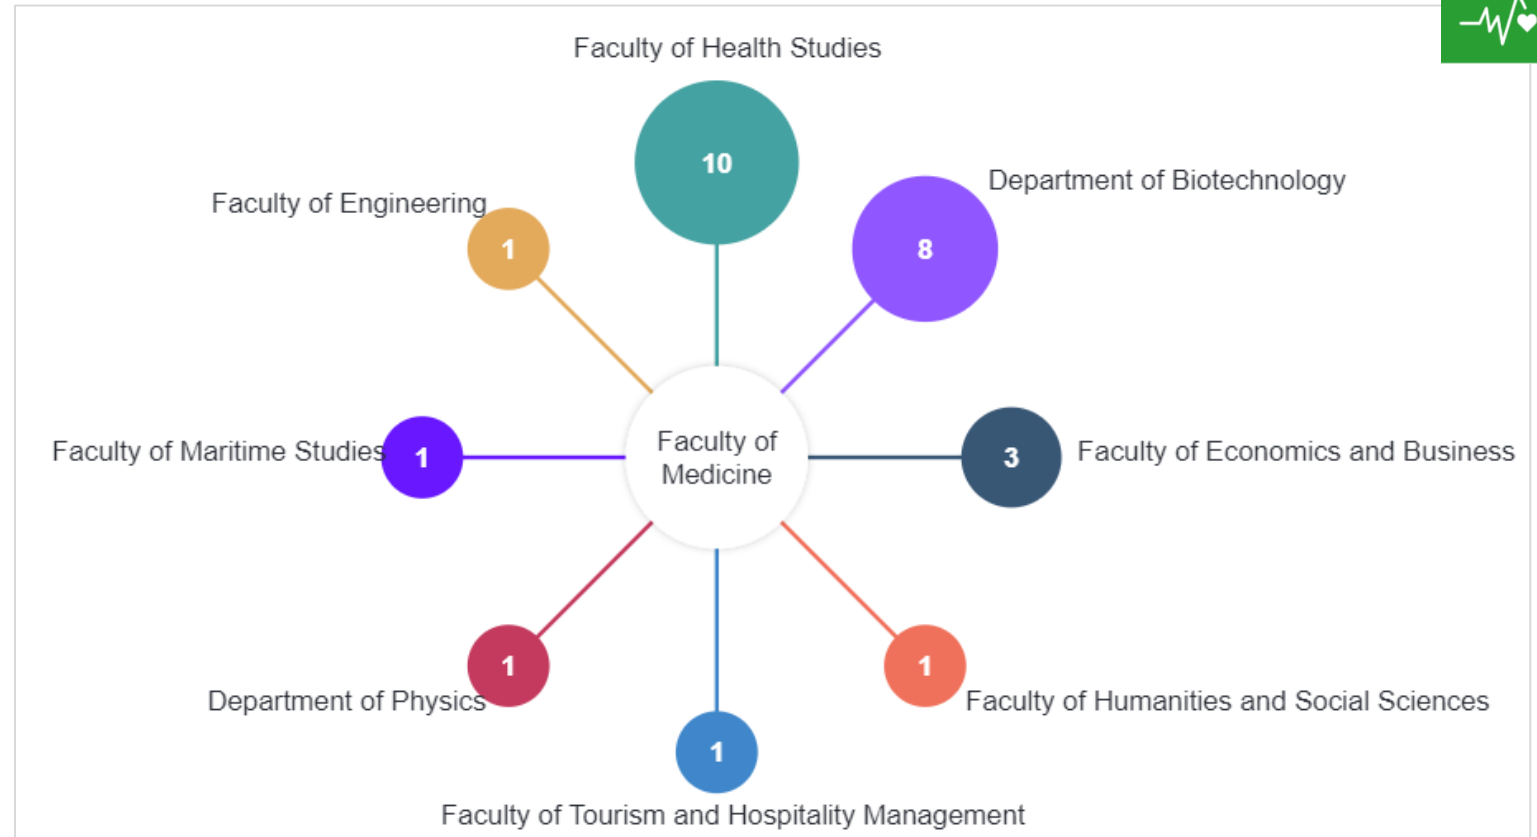 Faculty of Health Studies
10
Department of Biotechnology
8
Faculty of Engineering
1
Faculty of Maritime Studies
1
Faculty of
Medicine
3
Faculty of Economics and Business
1
Department of Physics
1
Faculty of Humanities and Social Sciences
1
Faculty of Tourism and Hospitality Management